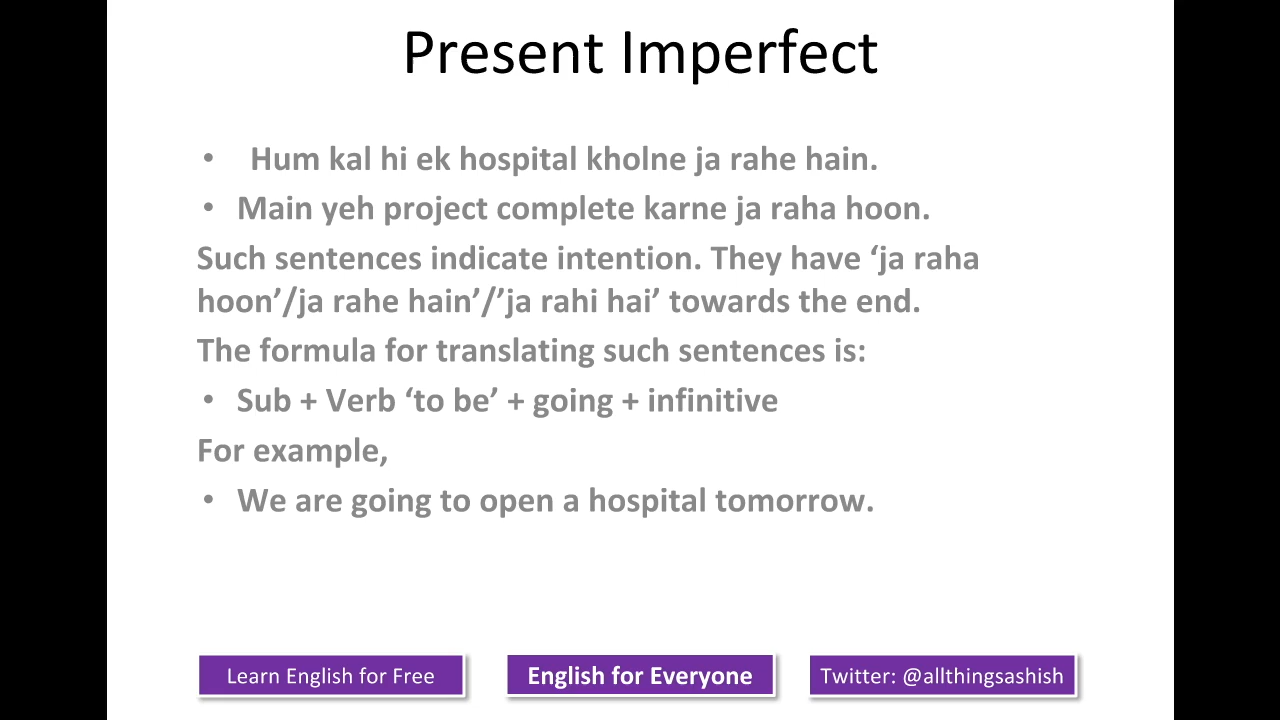 Present Imperfect
• Hum kal hi ek hospital kholne ja rahe hain.
• Main yeh project complete karne ja raha hoon.
Such sentences indicate intention. They have ‘ja raha
hoon’/ja rahe hain’/’ja rahi hai’ towards the end.
The formula for translating such sentences is:
• Sub + Verb ‘to be’ + going + infinitive
For example,
• We are going to open a hospital tomorrow.
Learn English for Free
English for Everyone
Twitter: @allthingsashish